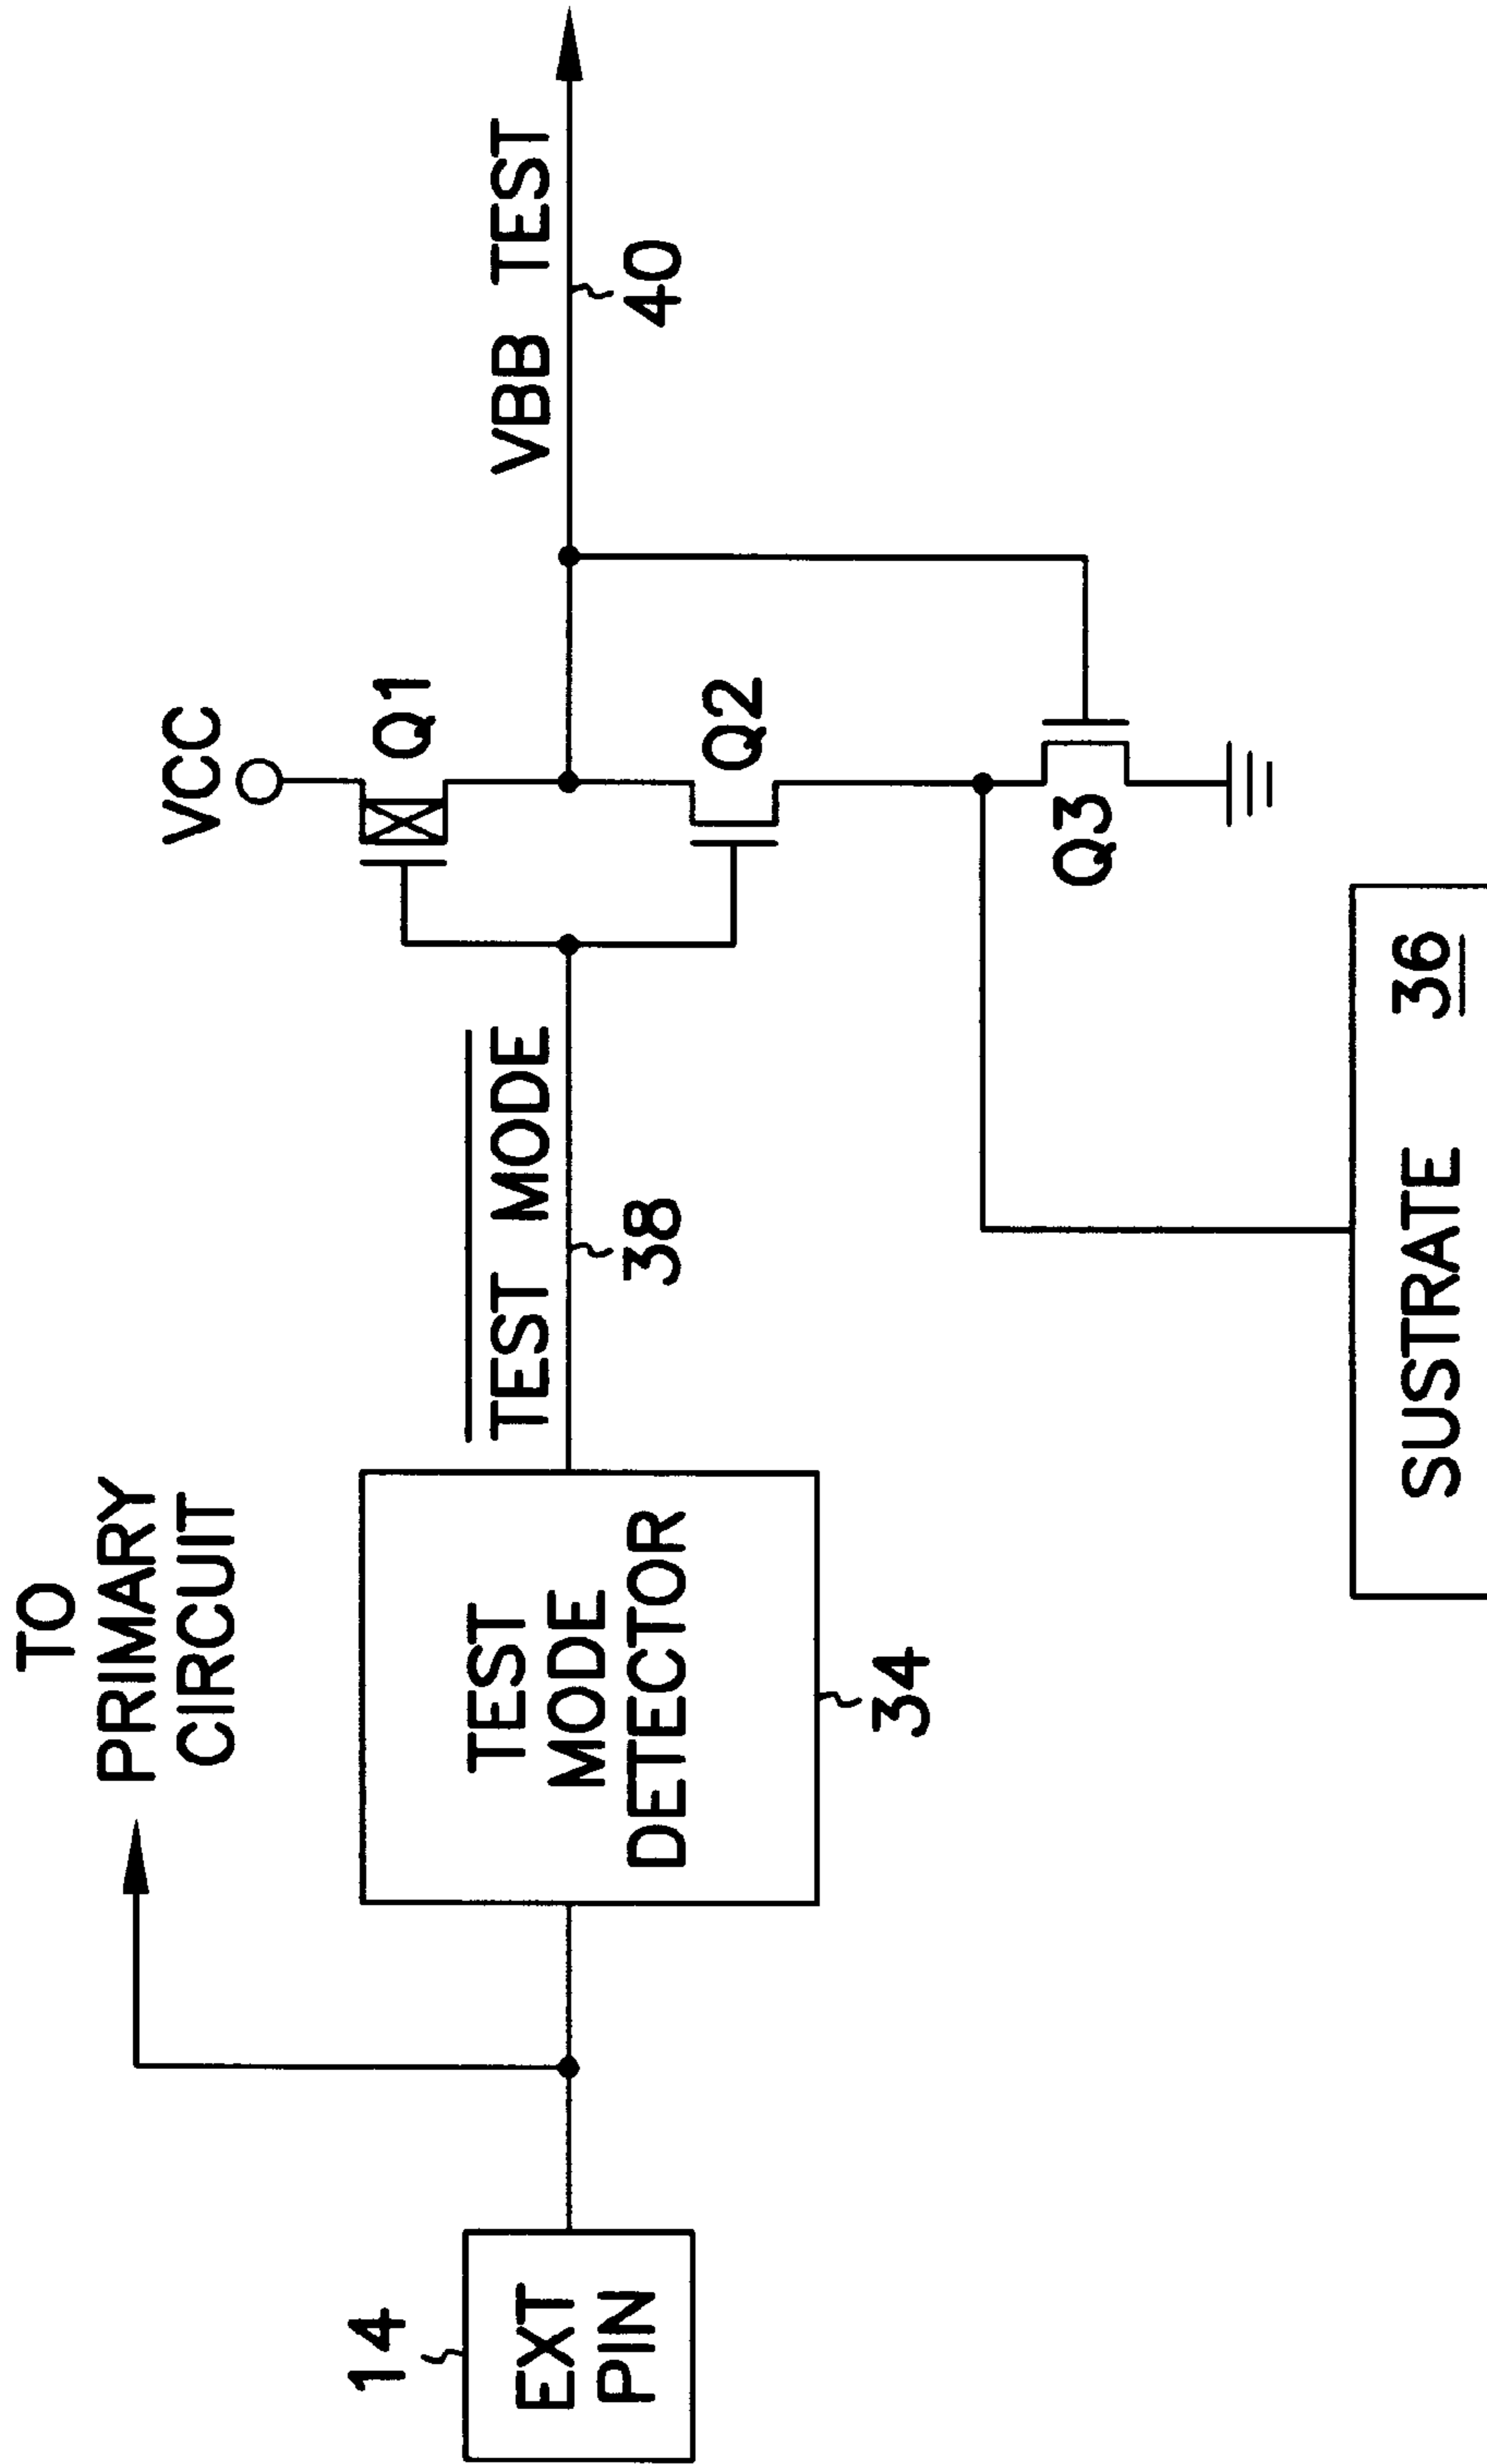 TO
PRIMARY
CIRCUIT
14
EXT
PIN
TEST
MODE
DETECTOR
34
TEST MODE
38
VCC
Q1
Q2
Q3
VBB TEST
40
SUSTRATE 36